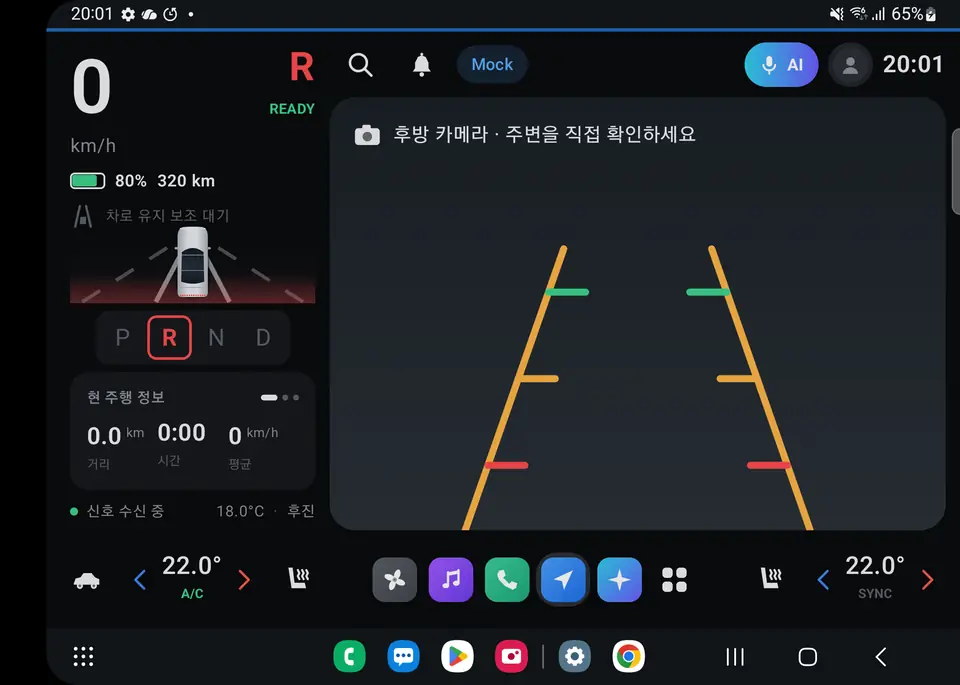 20:01
65%
0
R
READY
km/h
80% 320 km
차로 유지 보조 대기
P R N D
현 주행 정보
0.0 km 0:00 0 km/h
거리 시간 평균
신호 수신 중 18.0°C · 후진
Mock
AI
20:01
후방 카메라 · 주변을 직접 확인하세요
22.0°
A/C
22.0°
SYNC